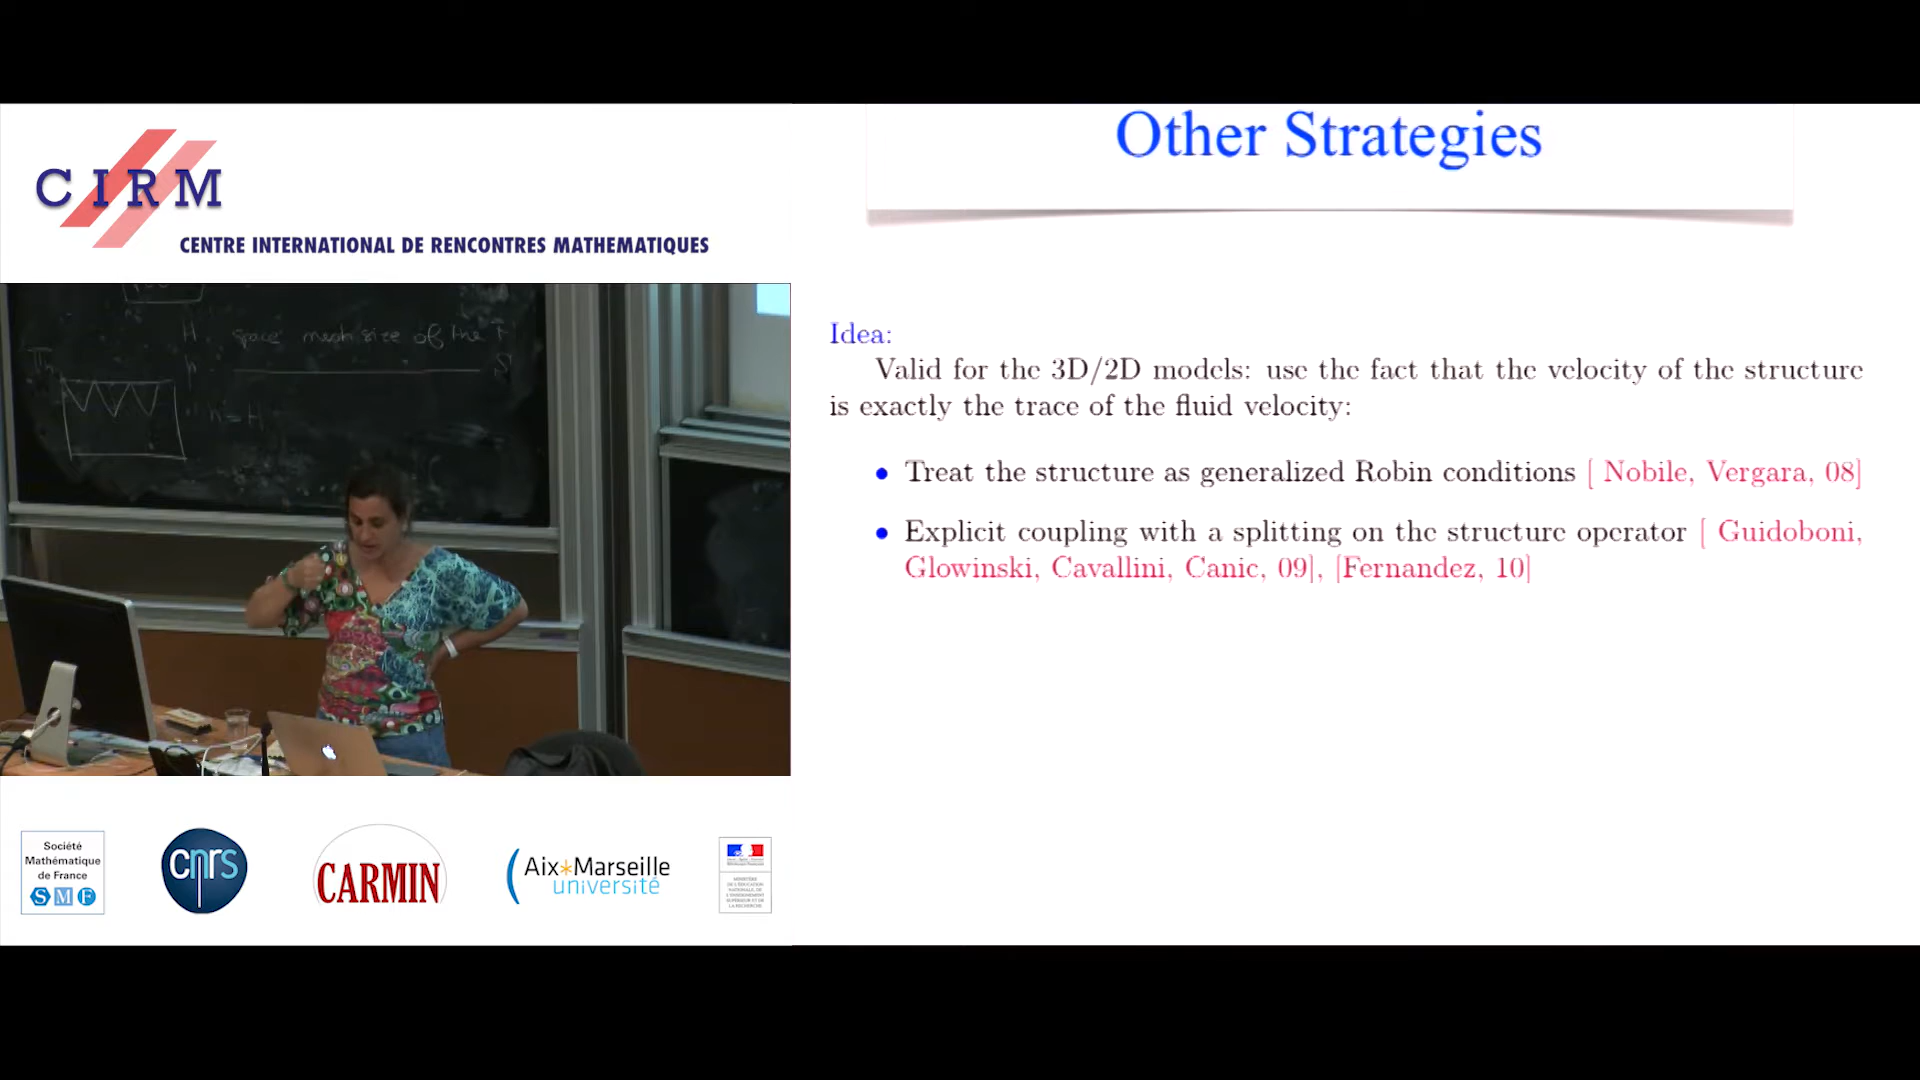 CIRM
CENTRE INTERNATIONAL DE RENCONTRES MATHEMATIQUES
H. space mesh size of the F
h S
Société
Mathématique
de France
SMF
cnrs
CARMIN
Aix*Marseille
université
Other Strategies
Idea:
Valid for the 3D/2D models: use the fact that the velocity of the structure
is exactly the trace of the fluid velocity:
• Treat the structure as generalized Robin conditions [ Nobile, Vergara, 08]
• Explicit coupling with a splitting on the structure operator [ Guidoboni,
Glowinski, Cavallini, Canic, 09], [Fernandez, 10]